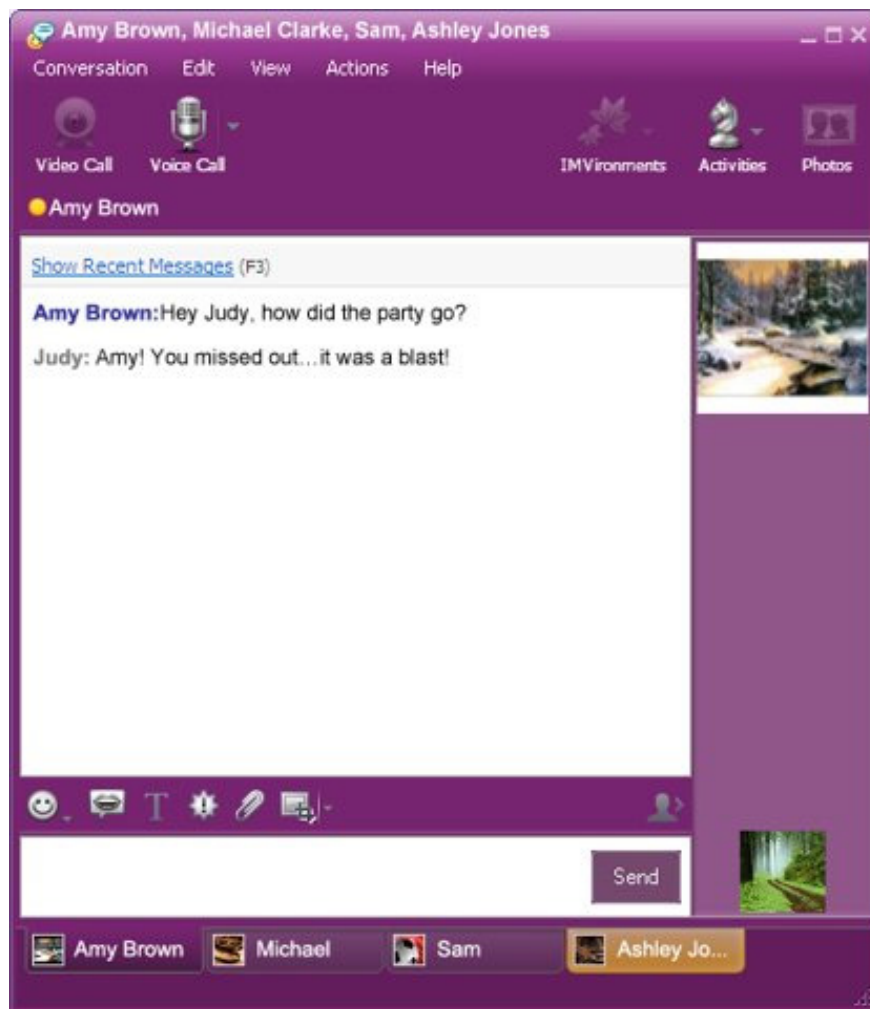 Amy Brown, Michael Clarke, Sam, Ashley Jones
Conversation Edit View Actions Help
Video Call Voice Call IMVironments Activities Photos
Amy Brown
Show Recent Messages (F3)
Amy Brown:Hey Judy, how did the party go?
Judy: Amy! You missed out...it was a blast!
T
Send
Amy Brown Michael Sam Ashley Jo...